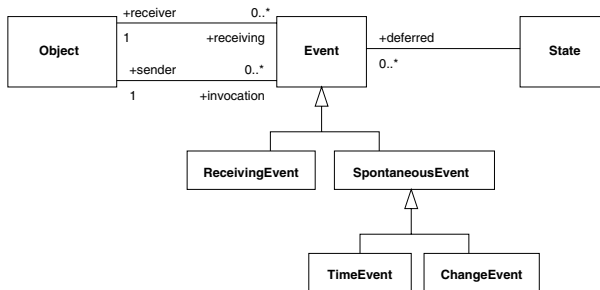 +receiver 0..*
1 +receiving
Object
Event
State
+deferred
0..*
+sender 0..*
1 +invocation
ReceivingEvent
SpontaneousEvent
TimeEvent
ChangeEvent